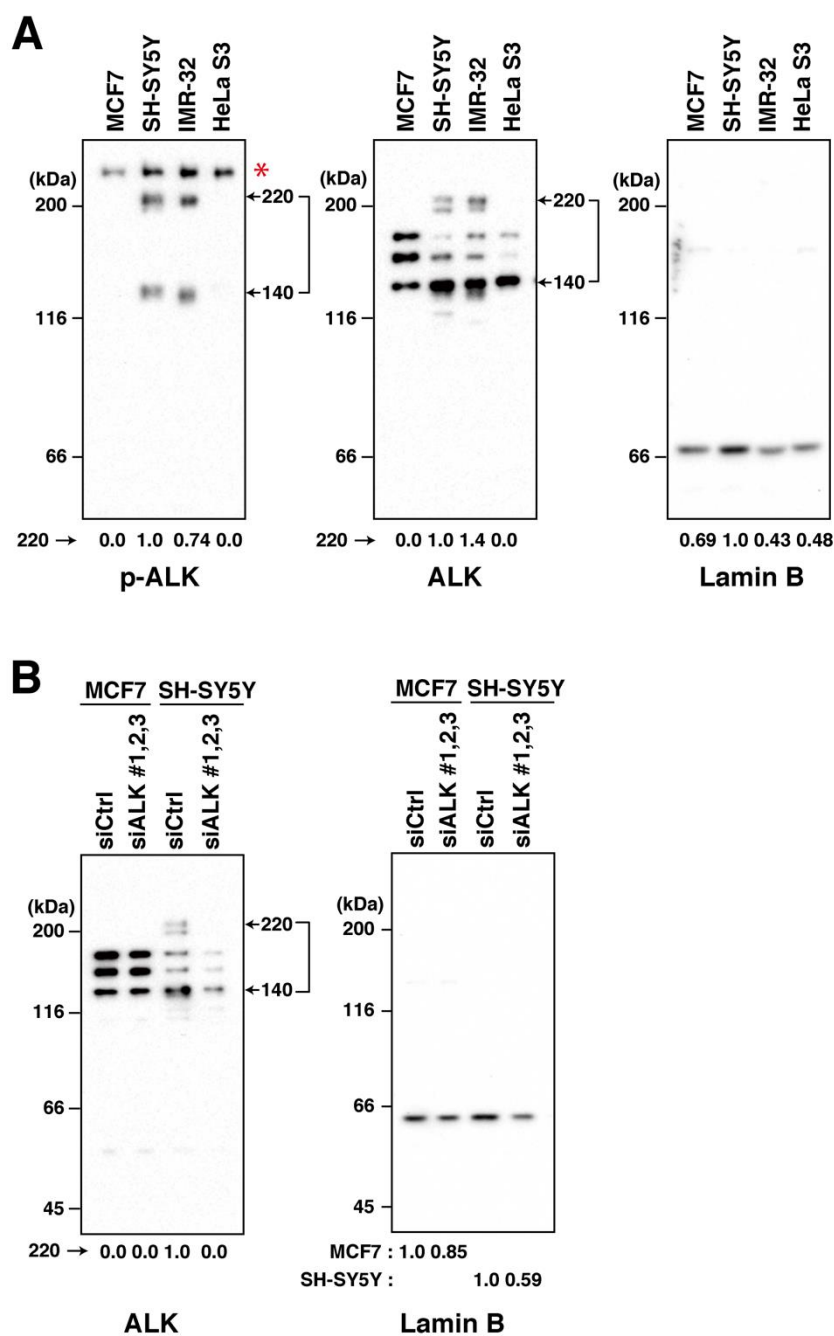 A
MCF7
SH-SY5Y
IMR-32
HeLa S3
(kDa)
200
116
66
*
←220
←140
220 → 0.0 1.0 0.74 0.0
p-ALK
MCF7
SH-SY5Y
IMR-32
HeLa S3
(kDa)
200
116
66
←220
←140
220 → 0.0 1.0 1.4 0.0
ALK
MCF7
SH-SY5Y
IMR-32
HeLa S3
(kDa)
200
116
66
0.69 1.0 0.43 0.48
Lamin B
B
MCF7 SH-SY5Y
siCtrl
siALK #1,2,3
siCtrl
siALK #1,2,3
(kDa)
200
116
66
45
←220
←140
220 → 0.0 0.0 1.0 0.0
ALK
MCF7 SH-SY5Y
siCtrl
siALK #1,2,3
siCtrl
siALK #1,2,3
(kDa)
200
116
66
45
MCF7 : 1.0 0.85
SH-SY5Y : 1.0 0.59
Lamin B